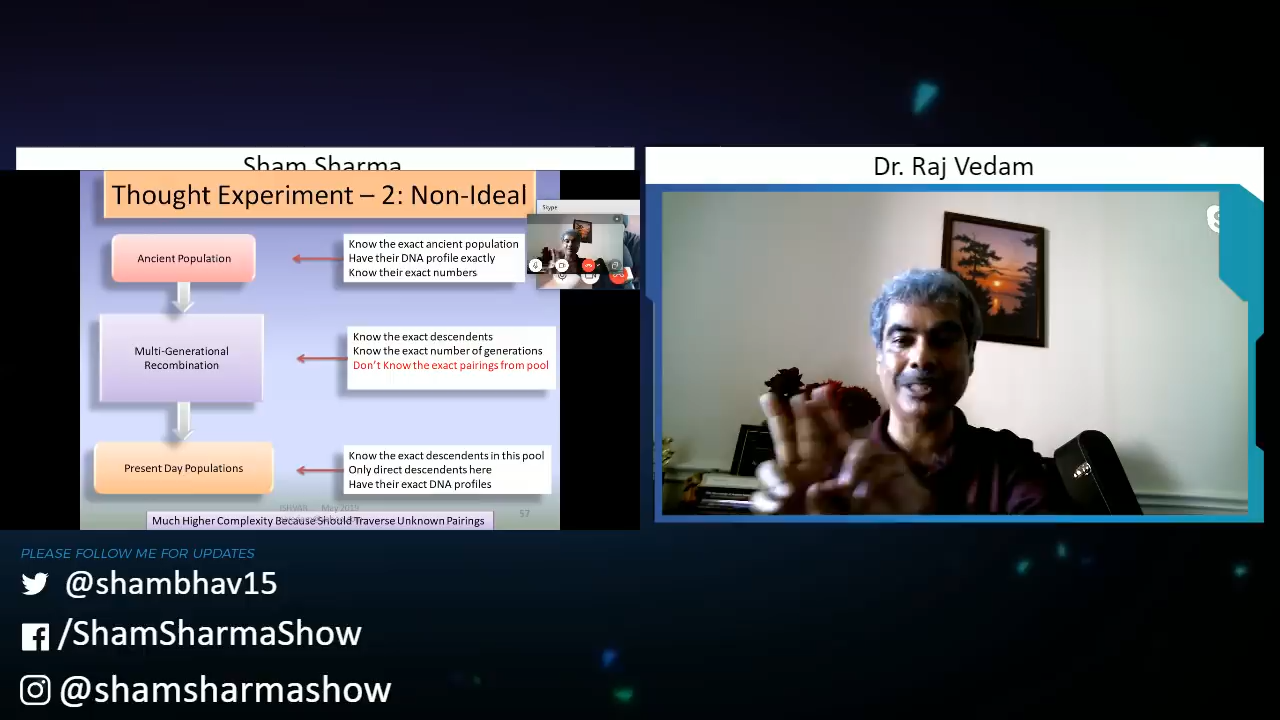 Sham Sharma
Dr. Raj Vedam
Thought Experiment – 2: Non-Ideal
Skype
Ancient Population
Know the exact ancient population
Have their DNA profile exactly
Know their exact numbers
Multi-Generational
Recombination
Know the exact descendents
Know the exact number of generations
Don't Know the exact pairings from pool
Present Day Populations
Know the exact descendents in this pool
Only direct descendents here
Have their exact DNA profiles
May 2019
57
Much Higher Complexity Because Should Traverse Unknown Pairings
PLEASE FOLLOW ME FOR UPDATES
@shambhav15
/ShamSharmaShow
@shamsharmashow